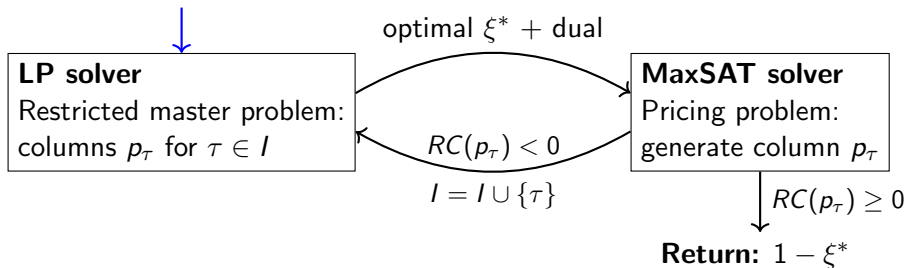 optimal ξ* + dual
LP solver
Restricted master problem:
columns p_τ for τ ∈ I
MaxSAT solver
Pricing problem:
generate column p_τ
RC(p_τ) < 0
I = I ∪ {τ}
RC(p_τ) ≥ 0
Return: 1 − ξ*